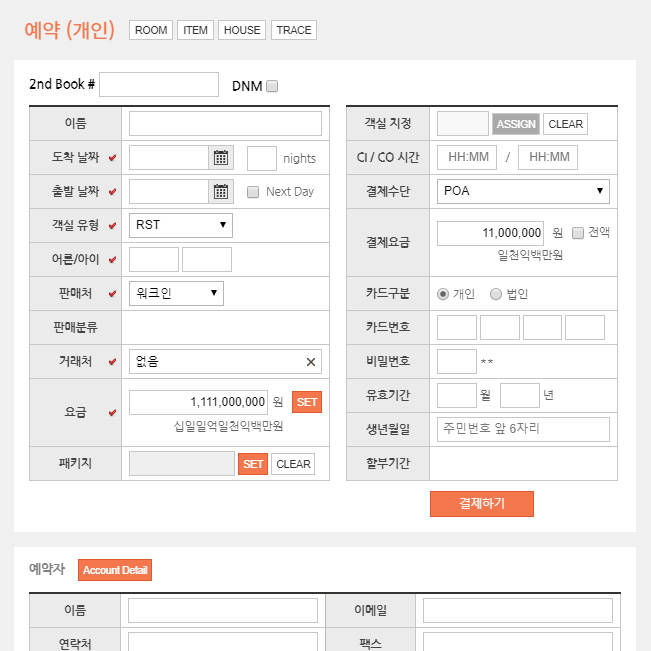 예약 (개인) ROOM ITEM HOUSE TRACE
2nd Book # DNM
이름
도착 날짜 nights
출발 날짜 Next Day
객실 유형 RST
어른/아이
판매처 워크인
판매분류
거래처 없음
요금 1,111,000,000 원 SET
십일일억일천익백만원
패키지 SET CLEAR
객실 지정 ASSIGN CLEAR
CI / CO 시간 HH:MM / HH:MM
결제수단 POA
결제요금 11,000,000 원 전액
일천익백만원
카드구분 개인 법인
카드번호
비밀번호 **
유효기간 월 년
생년월일 주민번호 앞 6자리
할부기간
결제하기
예약자 Account Detail
이름 이메일
연락처 팩스